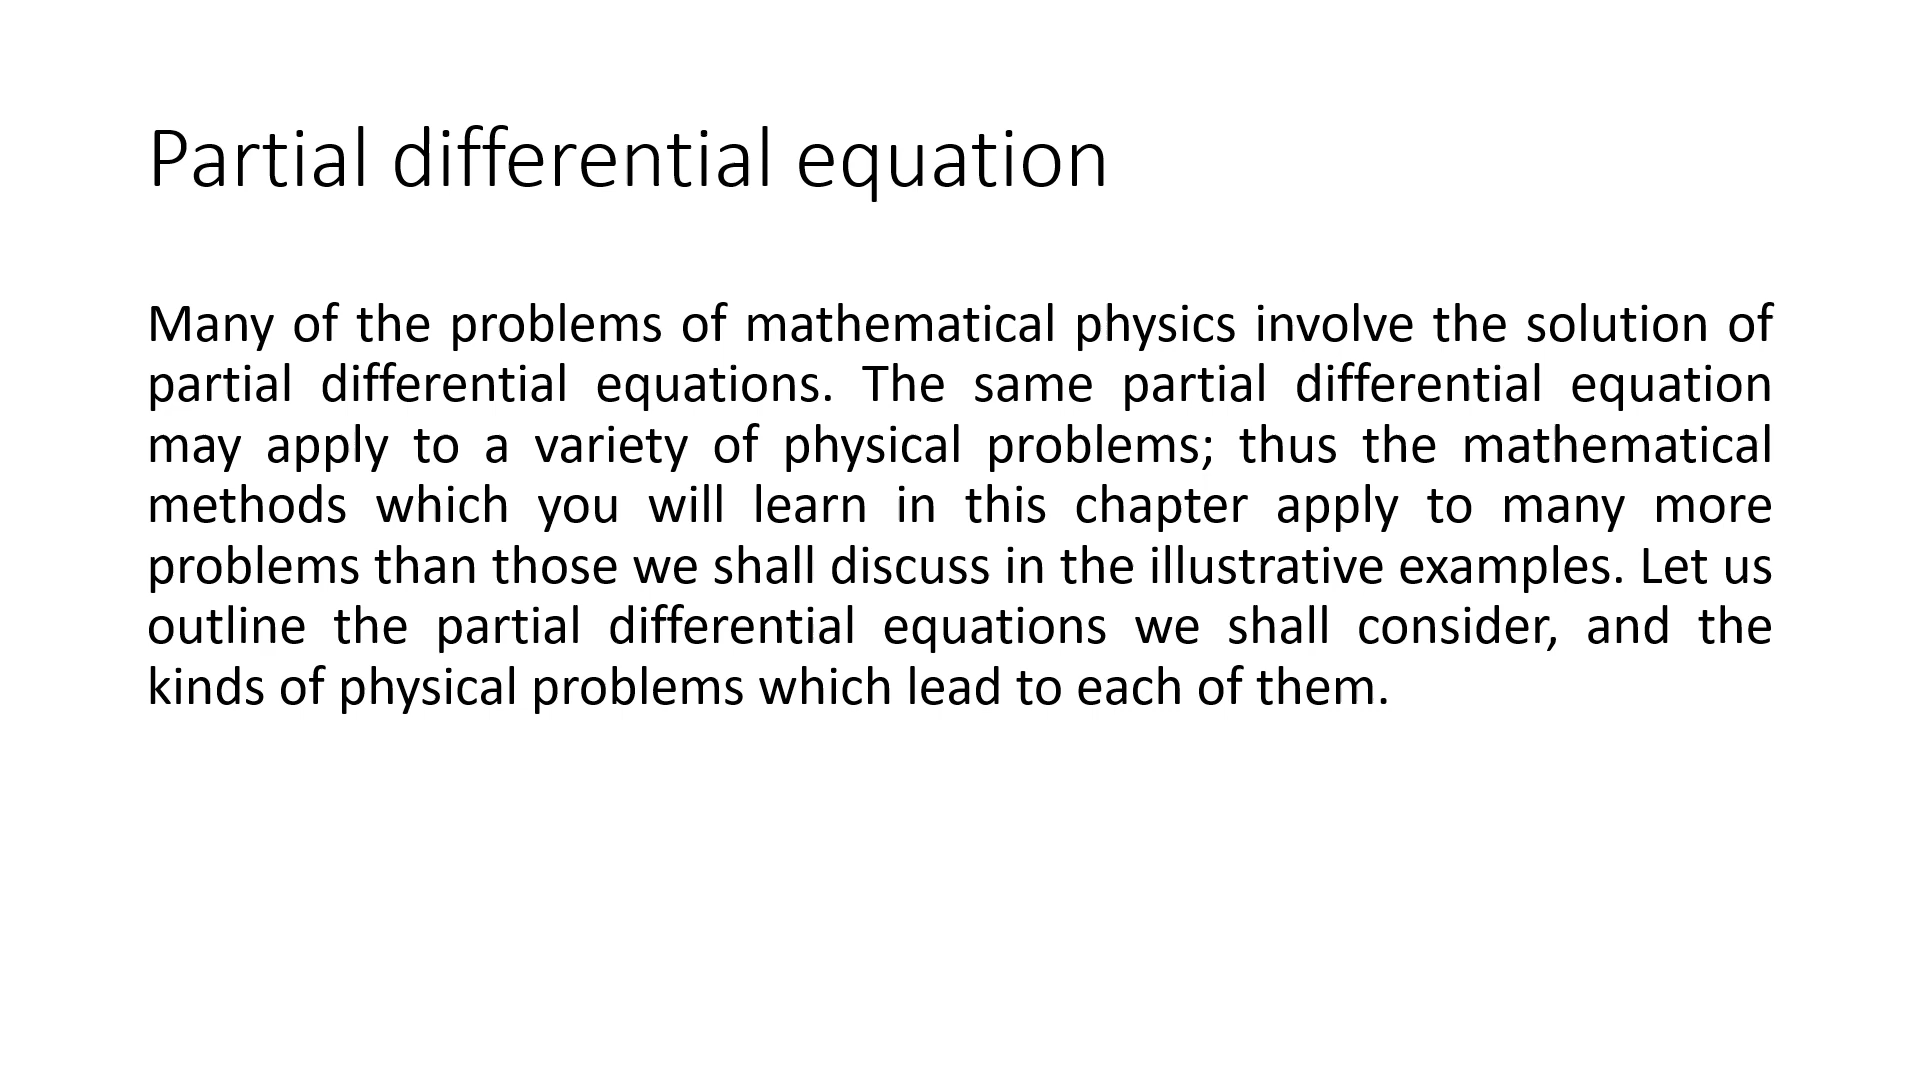 Partial differential equation
Many of the problems of mathematical physics involve the solution of
partial differential equations. The same partial differential equation
may apply to a variety of physical problems; thus the mathematical
methods which you will learn in this chapter apply to many more
problems than those we shall discuss in the illustrative examples. Let us
outline the partial differential equations we shall consider, and the
kinds of physical problems which lead to each of them.